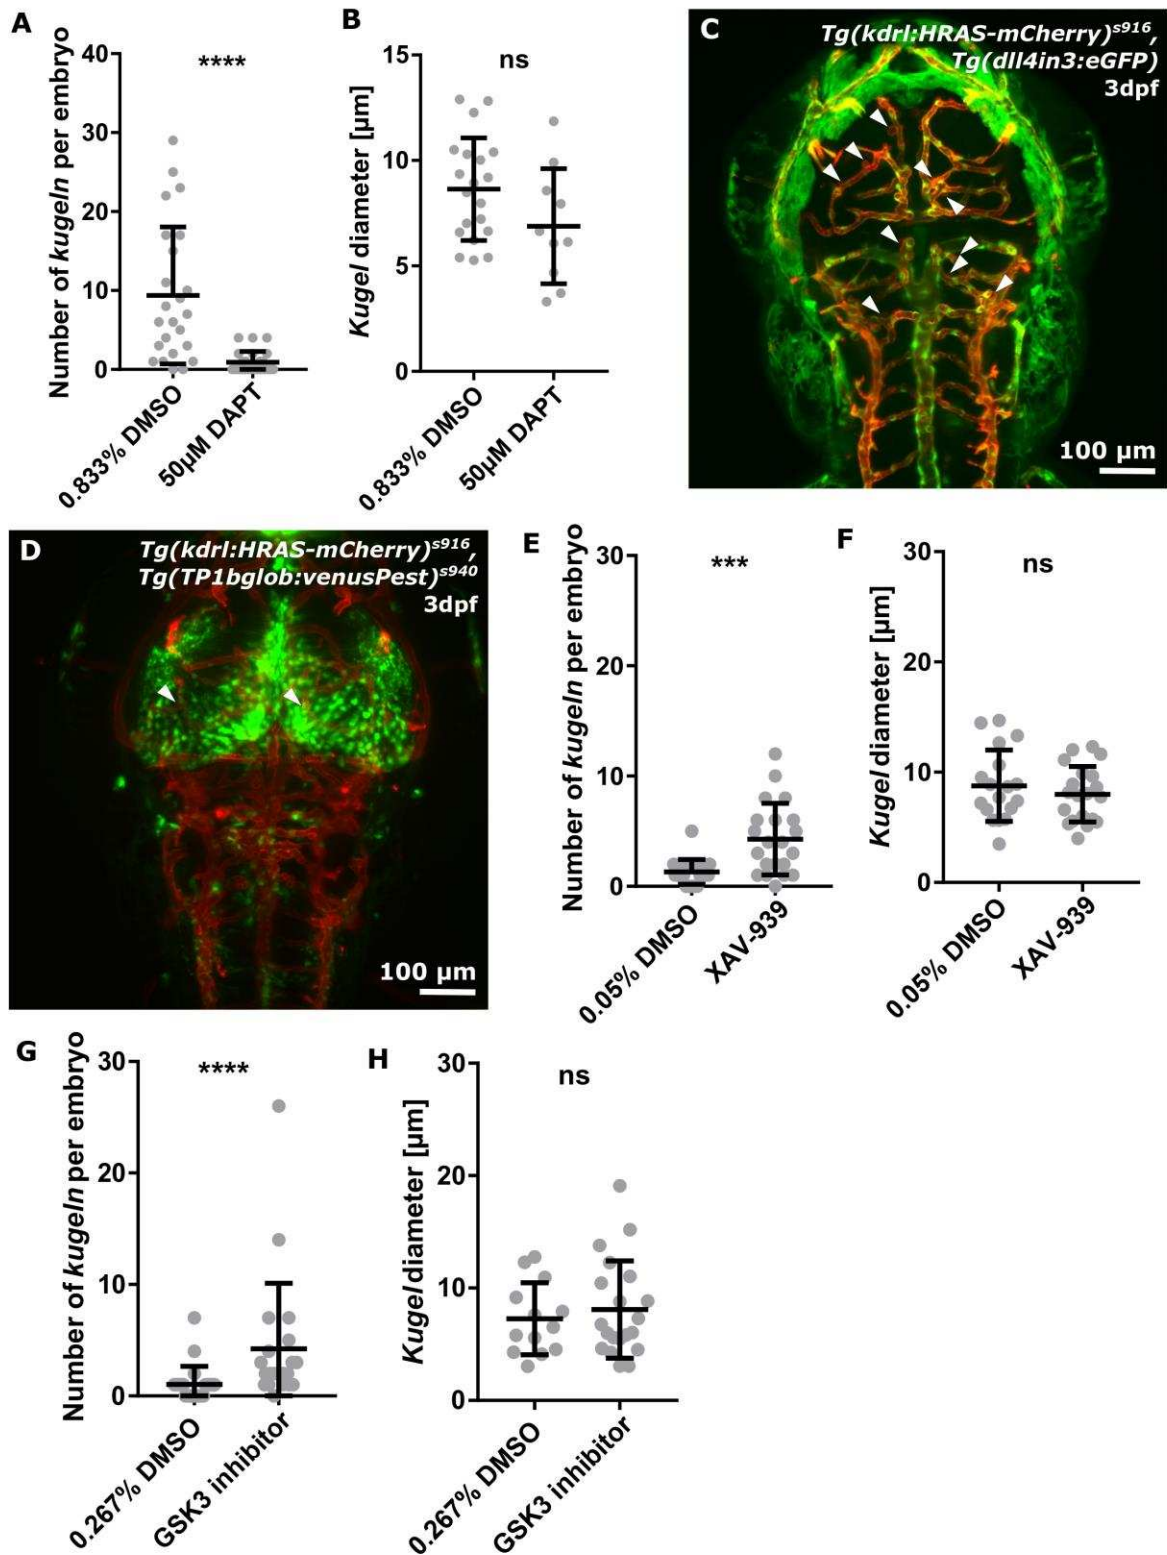 A
Number of kugeln per embryo
40
30
20
10
0
****
0.833% DMSO
50µM DAPT
B
Kugel diameter [µm]
15
10
5
0
ns
0.833% DMSO
50µM DAPT
C
Tg(kdrl:HRAS-mCherry)s916,
Tg(dll4in3:eGFP)
3dpf
100 µm
D
Tg(kdrl:HRAS-mCherry)s916,
Tg(TP1bglob:venusPest)s940
3dpf
100 µm
E
Number of kugeln per embryo
30
20
10
0
***
0.05% DMSO
XAV-939
F
Kugel diameter [µm]
30
20
10
0
ns
0.05% DMSO
XAV-939
G
Number of kugeln per embryo
30
20
10
0
****
0.267% DMSO
GSK3 inhibitor
H
Kugel diameter [µm]
30
20
10
0
ns
0.267% DMSO
GSK3 inhibitor